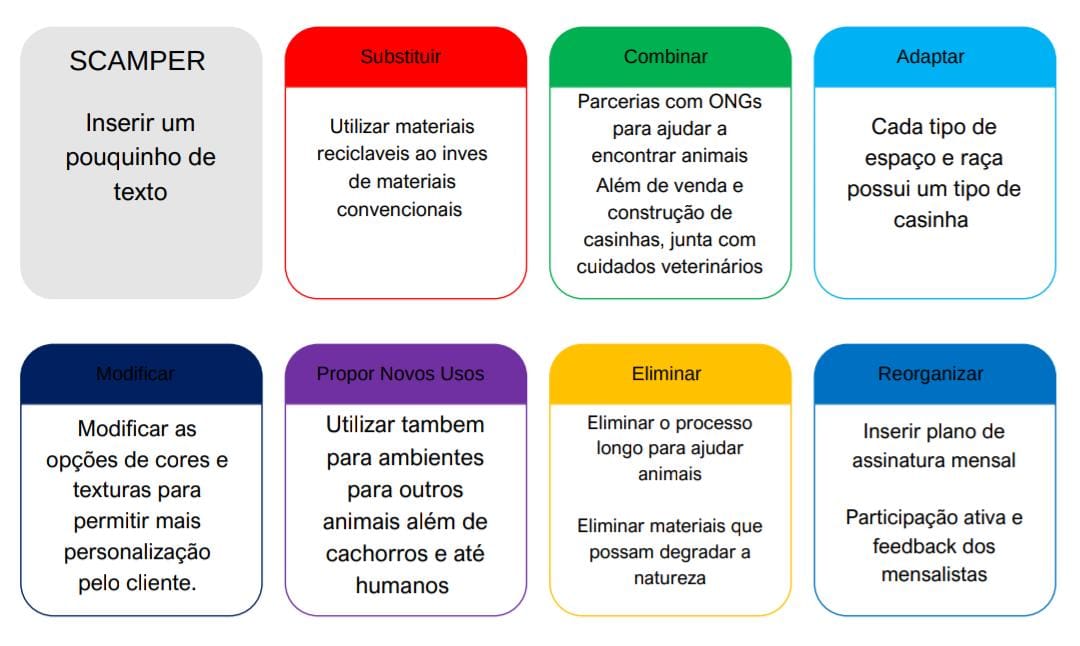 SCAMPER
Inserir um
pouquinho de
texto
Substituir
Utilizar materiais
reciclaveis ao inves
de materiais
convencionais
Combinar
Parcerias com ONGs
para ajudar a
encontrar animais
Além de venda e
construção de
casinhas, junta com
cuidados veterinários
Adaptar
Cada tipo de
espaço e raça
possui um tipo de
casinha
Modificar
Modificar as
opções de cores e
texturas para
permitir mais
personalização
pelo cliente.
Propor Novos Usos
Utilizar tambem
para ambientes
para outros
animais além de
cachorros e até
humanos
Eliminar
Eliminar o processo
longo para ajudar
animais
Eliminar materiais que
possam degradar a
natureza
Reorganizar
Inserir plano de
assinatura mensal
Participação ativa e
feedback dos
mensalistas